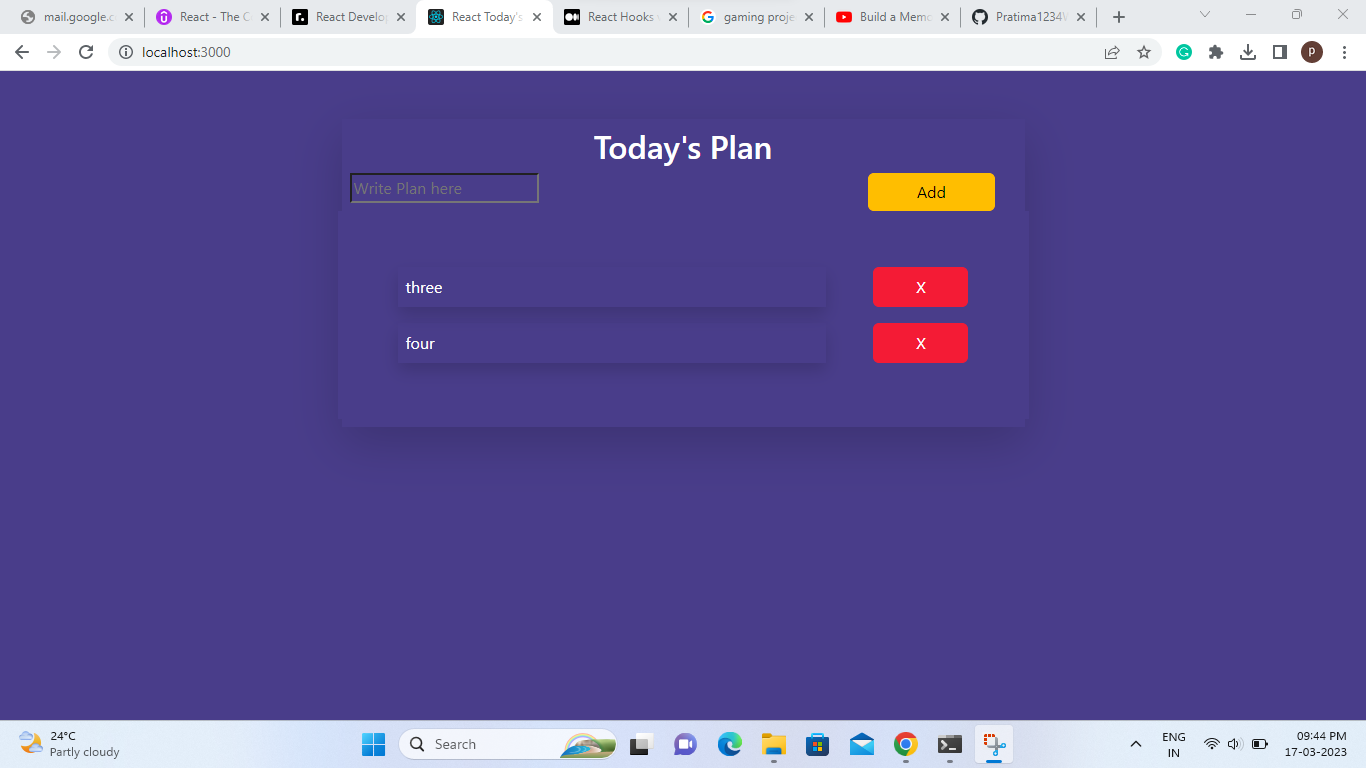 mail.google.c
React - The C
React Develo
React Today's
React Hooks
gaming proje
Build a Memo
Pratima1234
localhost:3000
P
Today's Plan
Write Plan here
Add
three
X
four
X
24°C
Partly cloudy
Search
ENG
IN
09:44 PM
17-03-2023